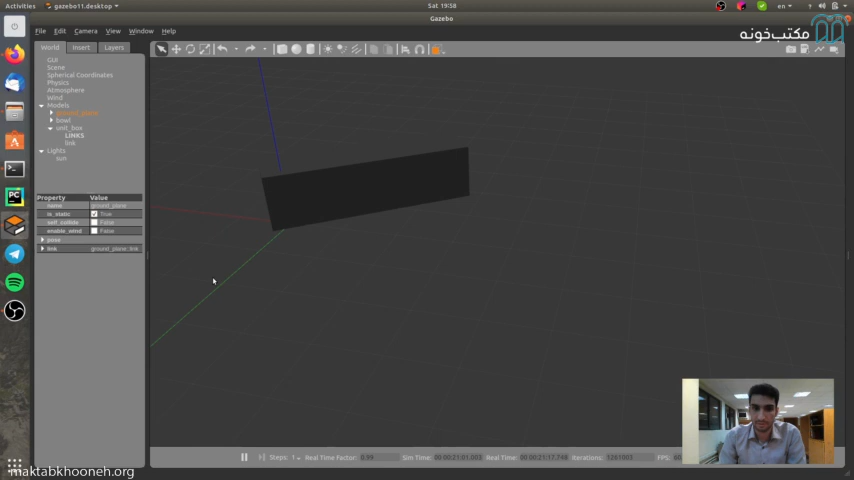 Activities
gazebo11.desktop
Sat 19:58
en
Gazebo
File Edit Camera View Window Help
مکتب‌خونه
World Insert Layers
GUI
Scene
Spherical Coordinates
Physics
Atmosphere
Wind
Models
ground_plane
bowl
unit_box
LINKS
link
Lights
sun
Property Value
name ground_plane
is_static True
self_collide False
enable_wind False
pose
link ground_plane::link
Steps: 1 Real Time Factor: 0.99 Sim Time: 00 00:21:01.003 Real Time: 00 00:21:17.748 Iterations: 1261003 FPS:
maktabkhooneh.org